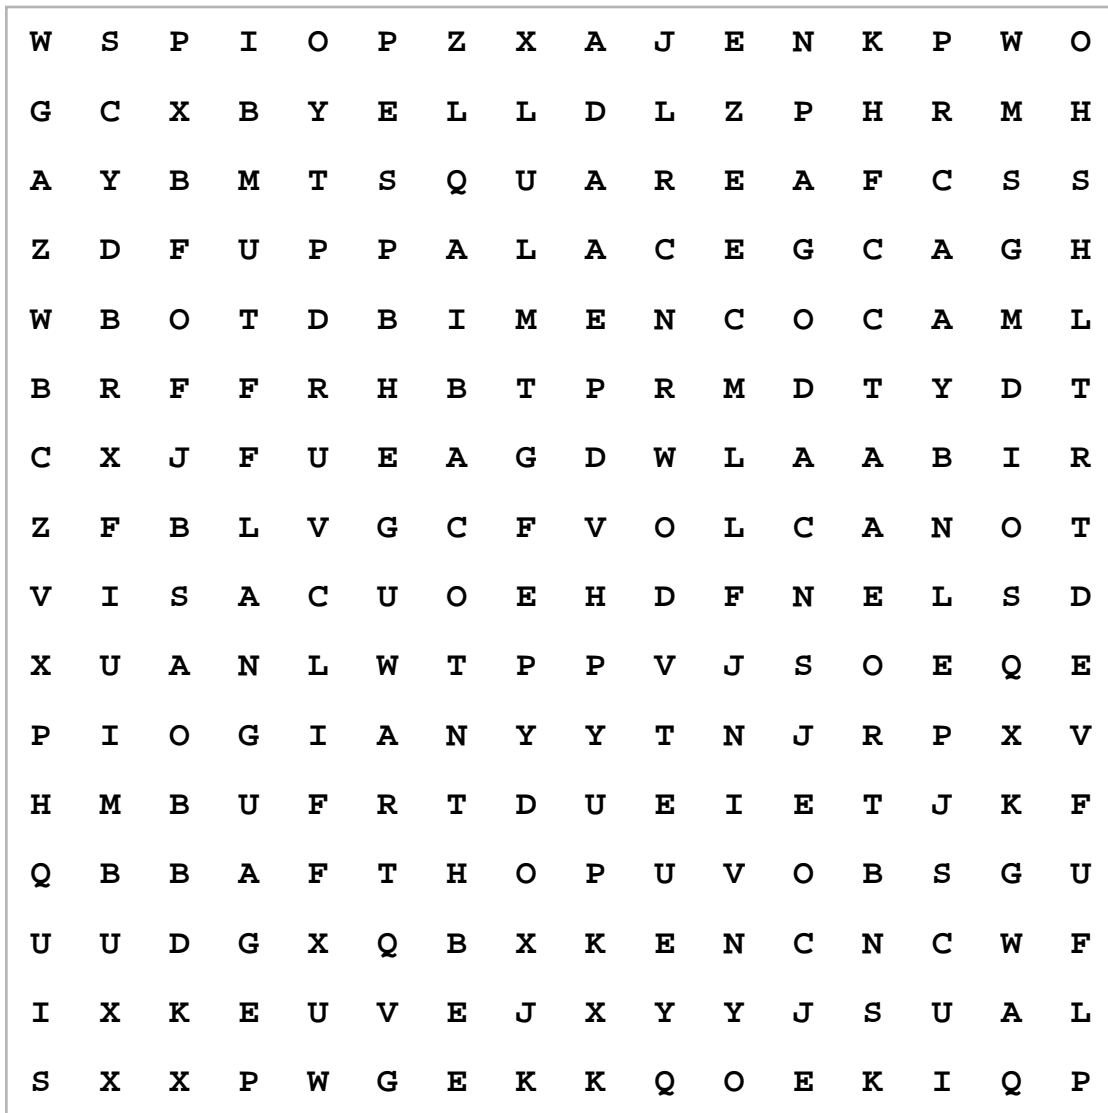 W S P I O P Z X A J E N K P W O
G C X B Y E L L D L Z P H R M H
A Y B M T S Q U A R E A F C S S
Z D F U P P A L A C E G C A G H
W B O T D B I M E N C O C A M L
B R F F R H B T P R M D T Y D T
C X J F U E A G D W L A A B I R
Z F B L V G C F V O L C A N O T
V I S A C U O E H D F N E L S D
X U A N L W T P P V J S O E Q E
P I O G I A N Y Y T N J R P X V
H M B U F R T D U E I E T J K F
Q B B A F T H O P U V O B S G U
U U D G X Q B X K E N C N C W F
I X K E U V E J X Y Y J S U A L
S X X P W G E K K Q O E K I Q P